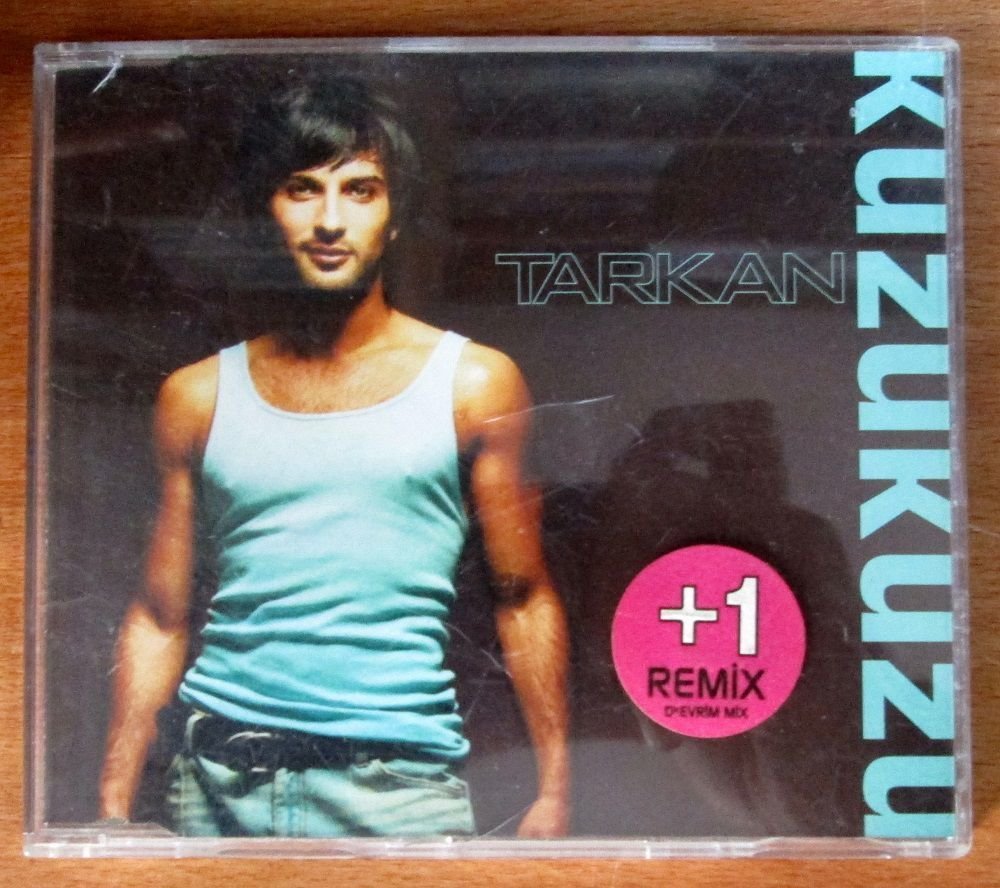 TARKAN
kuzukuzu
+1
REMİX
D'EVRİM MİX